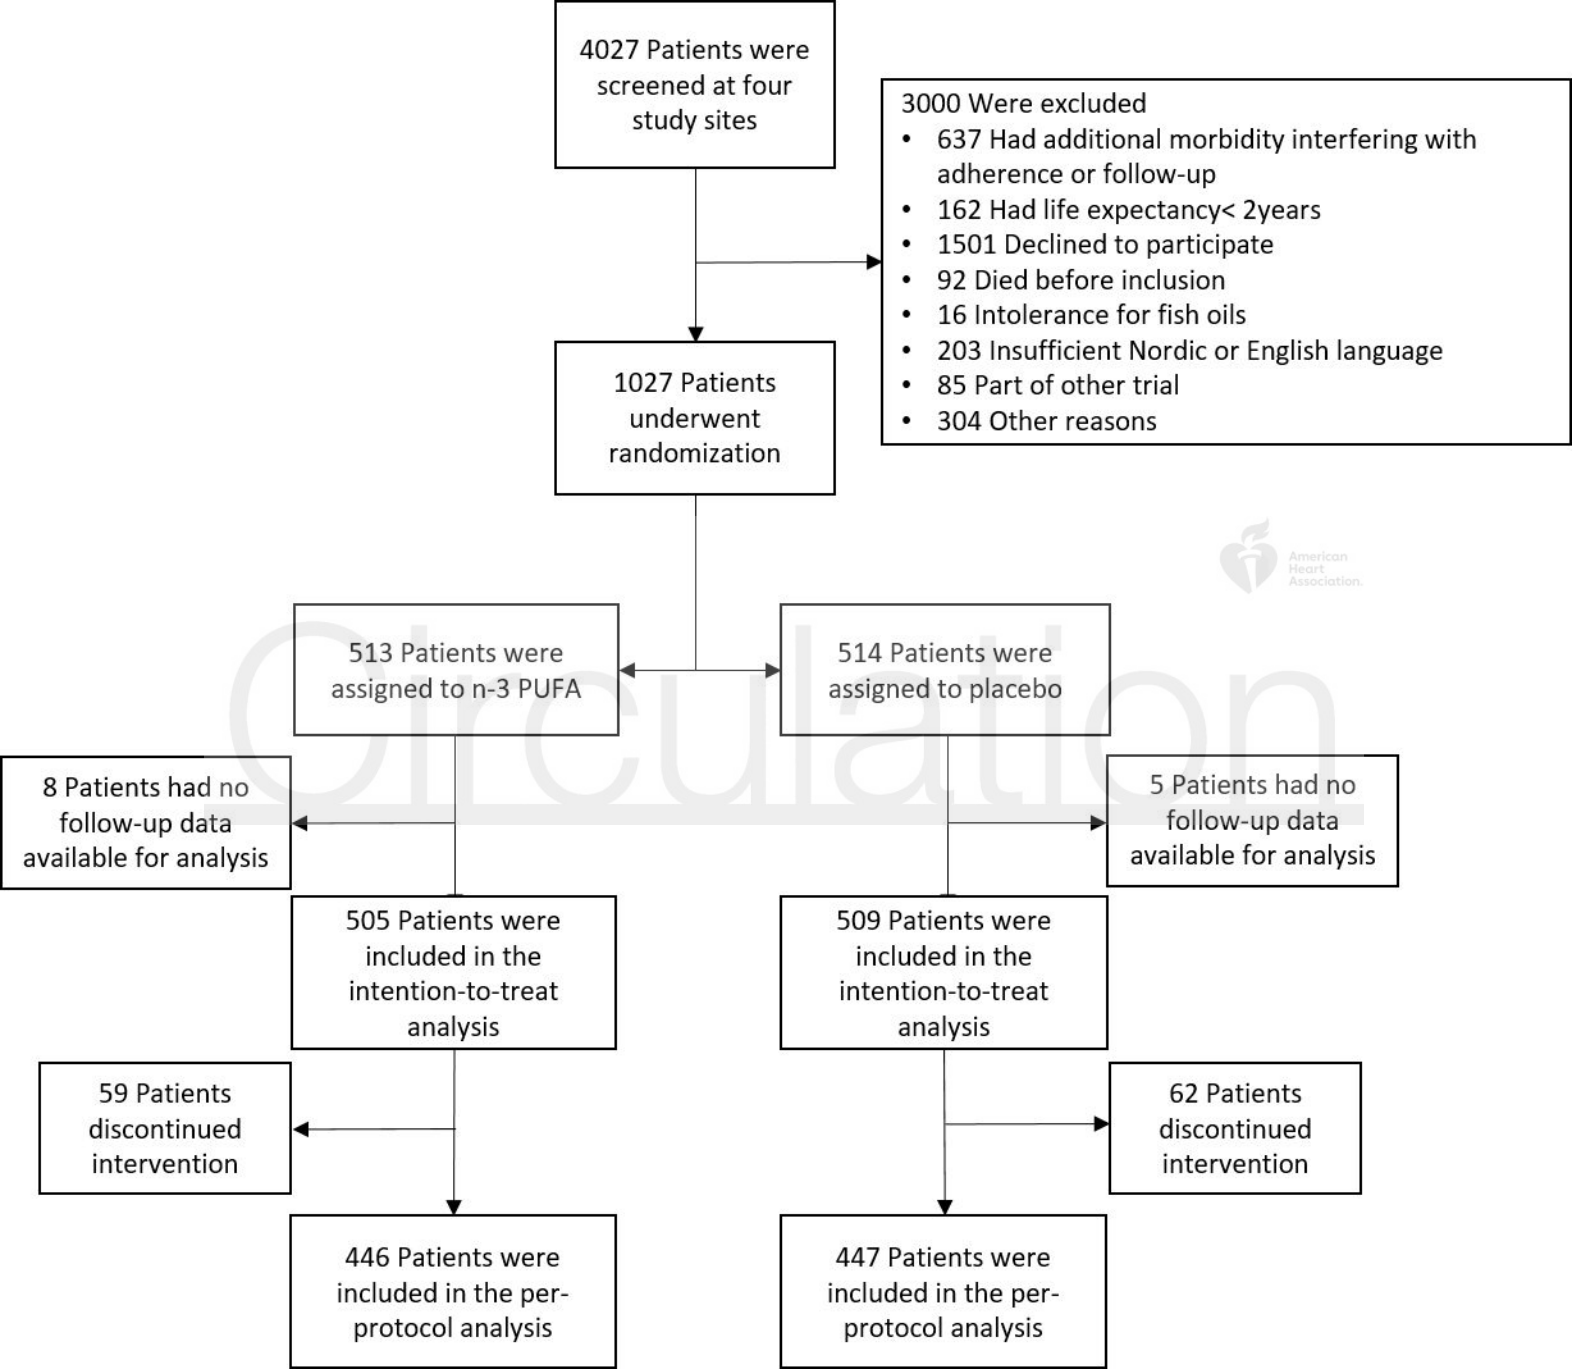 4027 Patients were
screened at four
study sites
3000 Were excluded
• 637 Had additional morbidity interfering with
adherence or follow-up
• 162 Had life expectancy< 2years
• 1501 Declined to participate
• 92 Died before inclusion
• 16 Intolerance for fish oils
• 203 Insufficient Nordic or English language
• 85 Part of other trial
• 304 Other reasons
1027 Patients
underwent
randomization
American
Heart
Association.
Circulation
513 Patients were
assigned to n-3 PUFA
514 Patients were
assigned to placebo
8 Patients had no
follow-up data
available for analysis
5 Patients had no
follow-up data
available for analysis
505 Patients were
included in the
intention-to-treat
analysis
509 Patients were
included in the
intention-to-treat
analysis
59 Patients
discontinued
intervention
62 Patients
discontinued
intervention
446 Patients were
included in the per-
protocol analysis
447 Patients were
included in the per-
protocol analysis